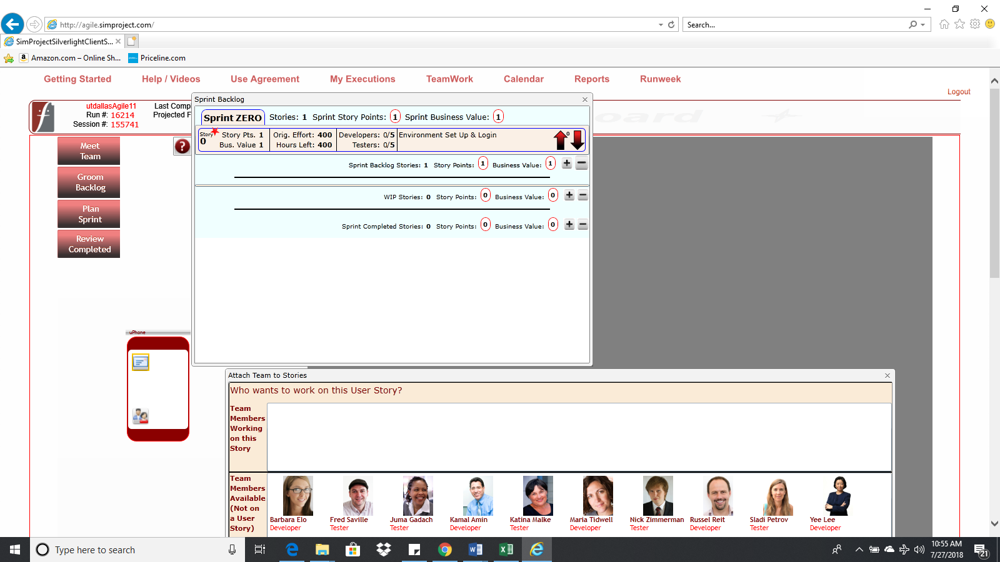 http://agile.simproject.com/
Search...
SimProjectSilverlightClientS...
Amazon.com – Online Sh...
Priceline.com
Getting Started
Help / Videos
Use Agreement
My Executions
TeamWork
Calendar
Reports
Runweek
Logout
utdallasAgile11
Run #: 16214
Session #: 155741
Last Comp
Projected F
oard
Meet
Team
Groom
Backlog
Plan
Sprint
Review
Completed
?
uPhone
Sprint Backlog
Sprint ZERO
Stories: 1 Sprint Story Points: 1 Sprint Business Value: 1
Story
0
Story Pts. 1
Bus. Value 1
Orig. Effort: 400
Hours Left: 400
Developers: 0/5
Testers: 0/5
Environment Set Up & Login
0
Sprint Backlog Stories: 1 Story Points: 1 Business Value: 1
WIP Stories: 0 Story Points: 0 Business Value: 0
Sprint Completed Stories: 0 Story Points: 0 Business Value: 0
Attach Team to Stories
Who wants to work on this User Story?
Team
Members
Working
on this
Story
Team
Members
Available
(Not on
a User
Story)
Barbara Elo
Developer
Fred Saville
Tester
Juma Gadach
Tester
Kamal Amin
Developer
Katina Malke
Tester
Maria Tidwell
Developer
Nick Zimmerman
Tester
Russel Reit
Developer
Sladi Petrov
Tester
Yee Lee
Developer
Type here to search
10:55 AM
7/27/2018
21